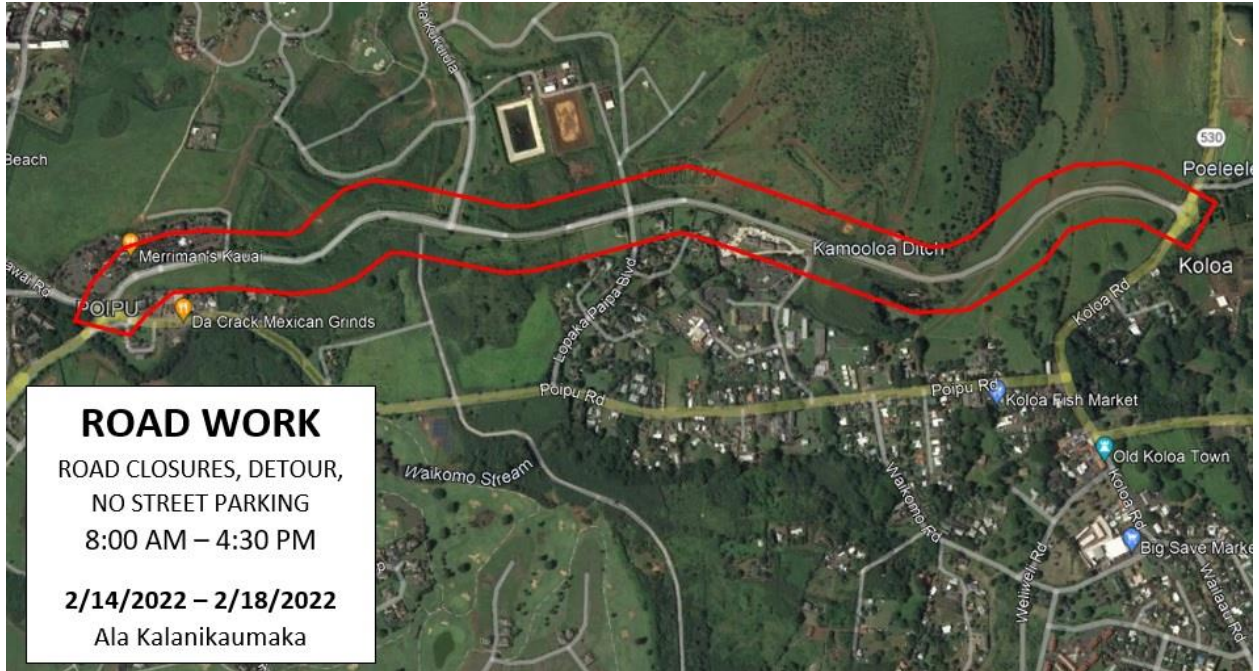 Ala Kukuiula
530
Poeleele
Beach
Merriman's Kauai
Kamooloa Ditch
Koloa
POIPU
Da Crack Mexican Grinds
Lopaka Paipa Blvd
Koloa Rd
Poipu Rd
Poipu Rd
Koloa Fish Market
Old Koloa Town
Waikomo Stream
Waikomo Rd
Koloa Rd
Weliweli Rd
Big Save Marke
Wailaau Rd
ROAD WORK
ROAD CLOSURES, DETOUR,
NO STREET PARKING
8:00 AM – 4:30 PM
2/14/2022 – 2/18/2022
Ala Kalanikaumaka